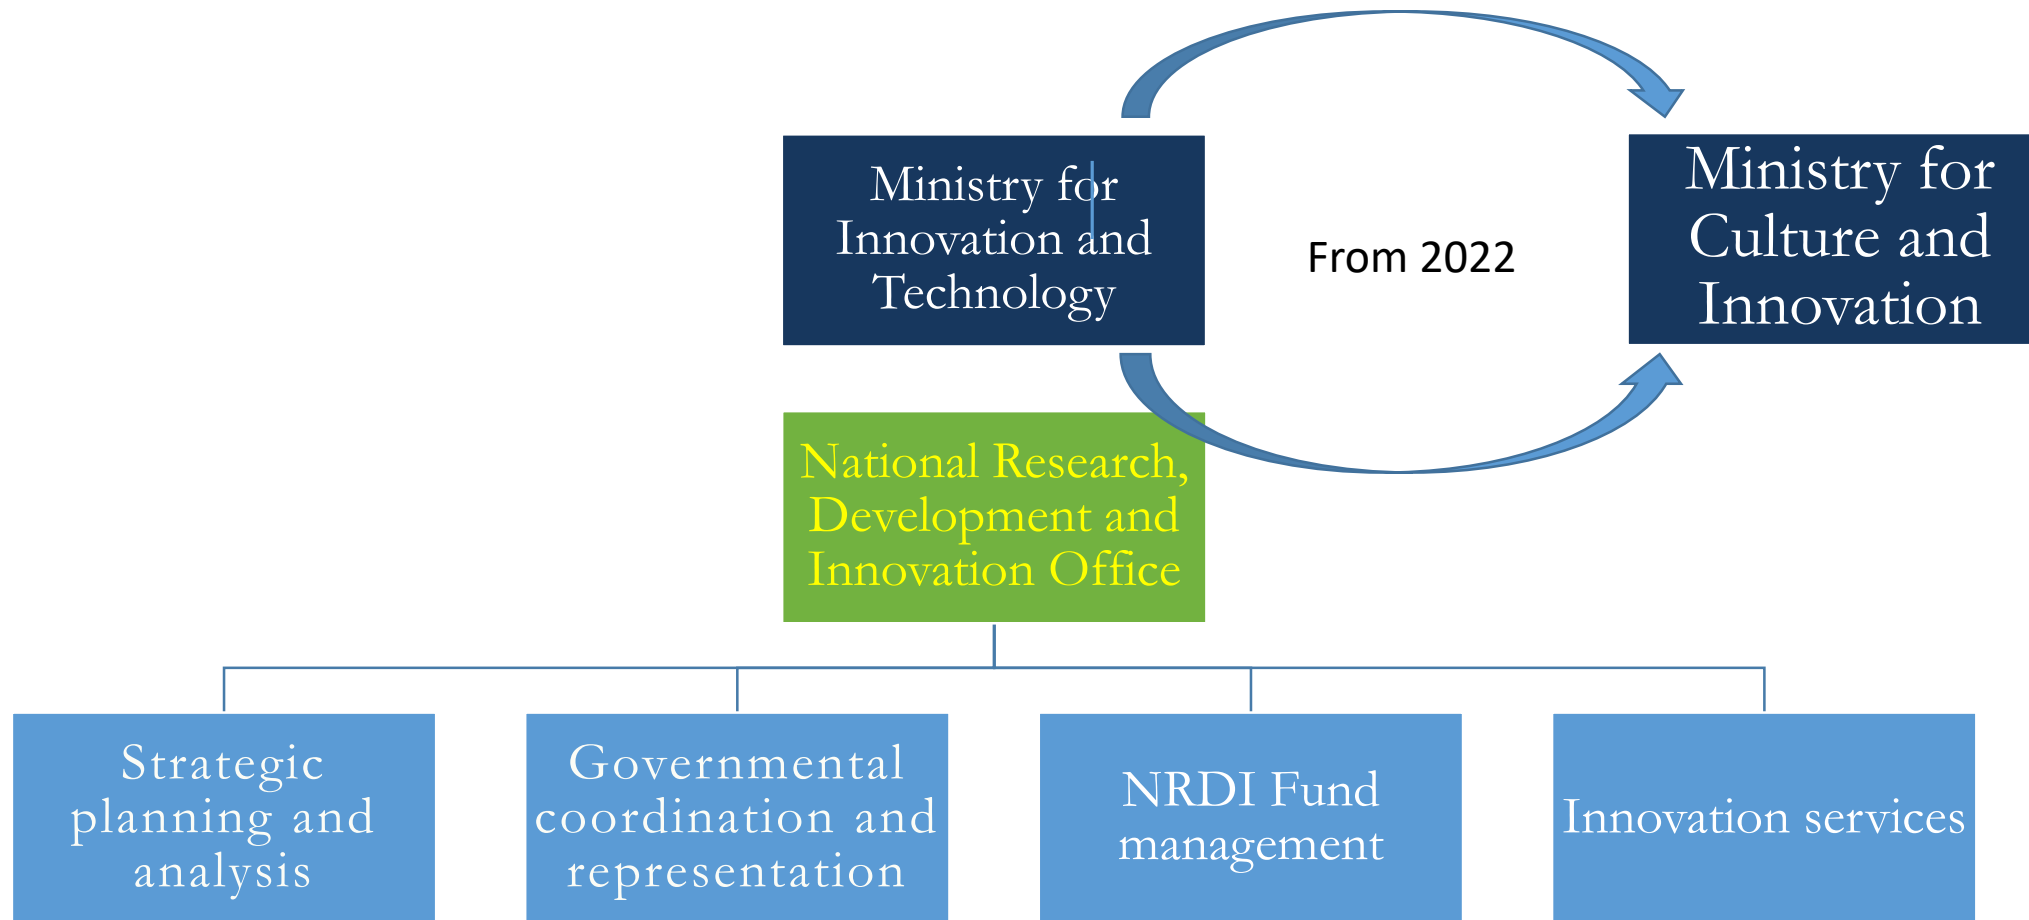 Ministry for
Innovation and
Technology
From 2022
Ministry for
Culture and
Innovation
National Research,
Development and
Innovation Office
Strategic
planning and
analysis
Governmental
coordination and
representation
NRDI Fund
management
Innovation services